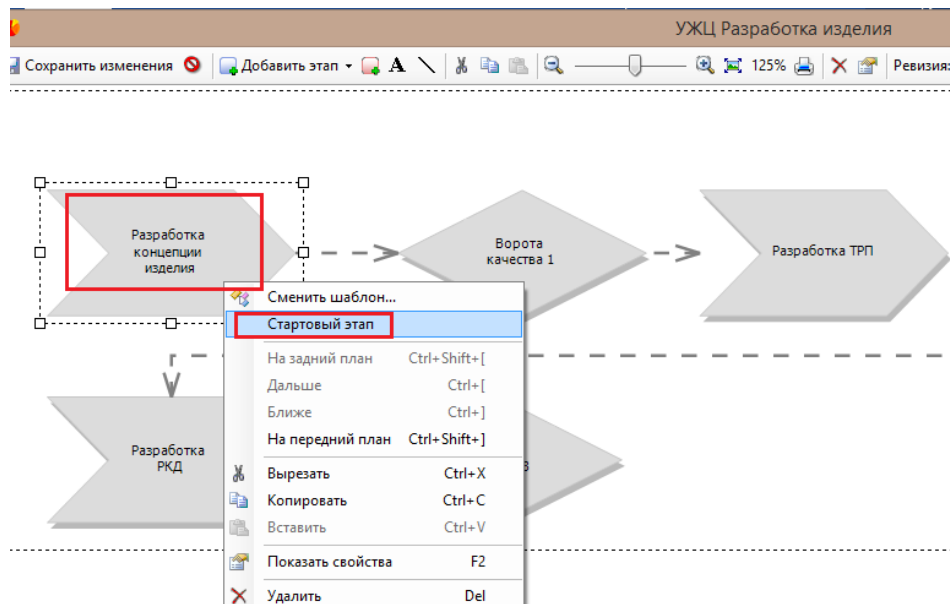 УЖЦ Разработка изделия
Сохранить изменения Добавить этап A 125% Ревизия:
Разработка
концепции
изделия
Ворота
качества 1
Разработка ТРП
Сменить шаблон...
Стартовый этап
На задний план Ctrl+Shift+[
Дальше Ctrl+[
Ближе Ctrl+]
На передний план Ctrl+Shift+]
Вырезать Ctrl+X
Копировать Ctrl+C
Вставить Ctrl+V
Показать свойства F2
Удалить Del
Разработка
РКД
3